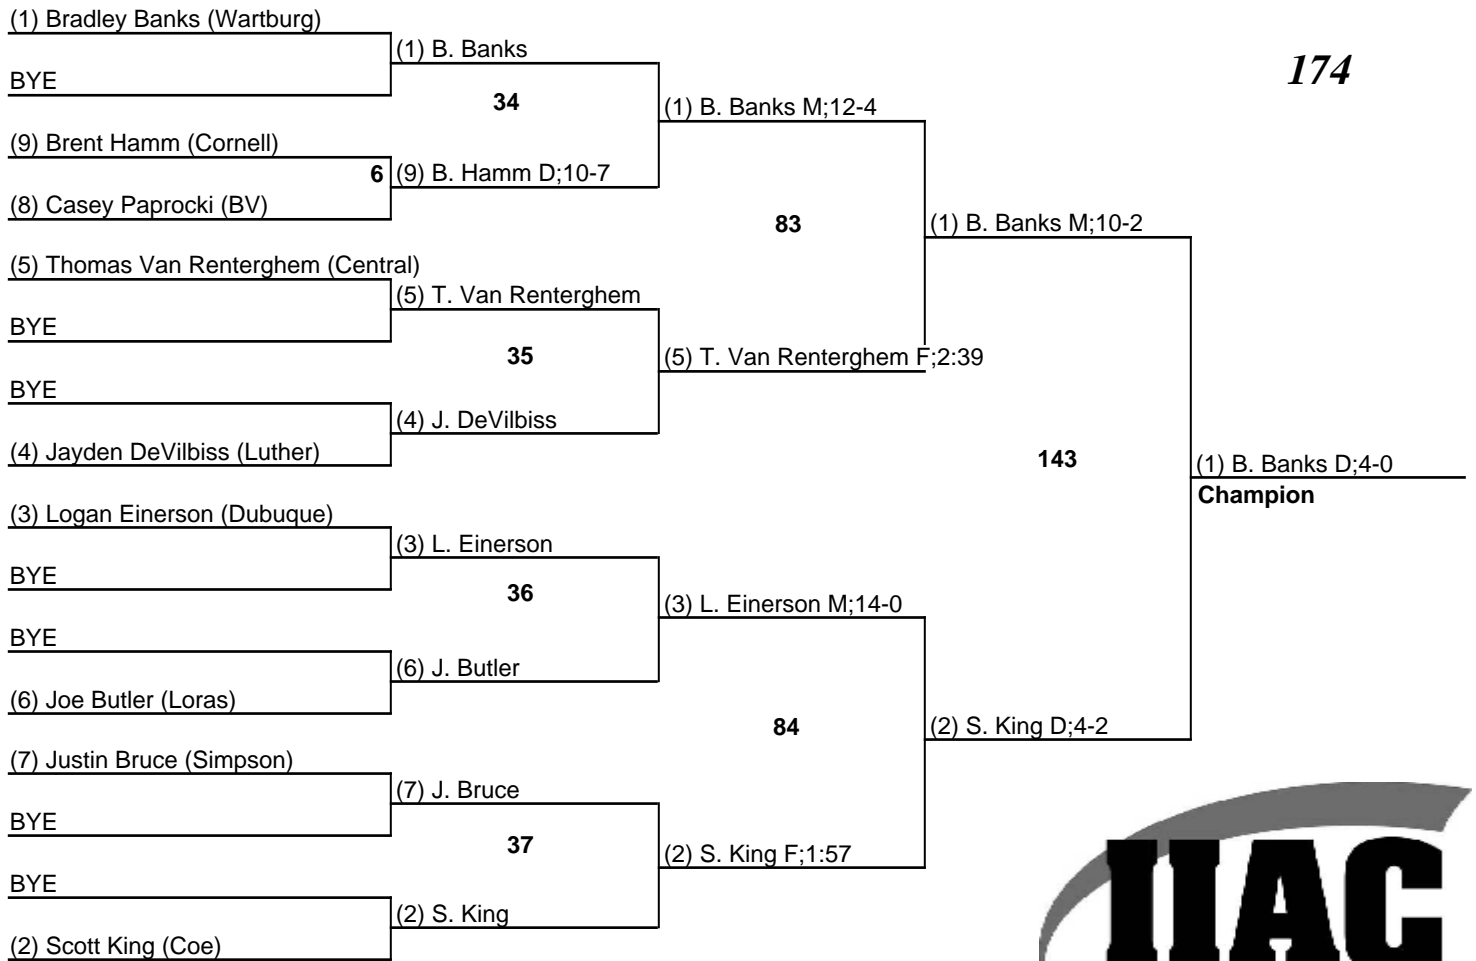 (1) Bradley Banks (Wartburg)
(1) B. Banks
174
BYE
34
(1) B. Banks M;12-4
(9) Brent Hamm (Cornell)
6
(9) B. Hamm D;10-7
(8) Casey Paprocki (BV)
83
(1) B. Banks M;10-2
(5) Thomas Van Renterghem (Central)
(5) T. Van Renterghem
BYE
35
(5) T. Van Renterghem F;2:39
BYE
(4) J. DeVilbiss
(4) Jayden DeVilbiss (Luther)
143
(1) B. Banks D;4-0
Champion
(3) Logan Einerson (Dubuque)
(3) L. Einerson
BYE
36
(3) L. Einerson M;14-0
BYE
(6) J. Butler
(6) Joe Butler (Loras)
84
(2) S. King D;4-2
(7) Justin Bruce (Simpson)
(7) J. Bruce
BYE
37
(2) S. King F;1:57
BYE
(2) S. King
(2) Scott King (Coe)
IIAC